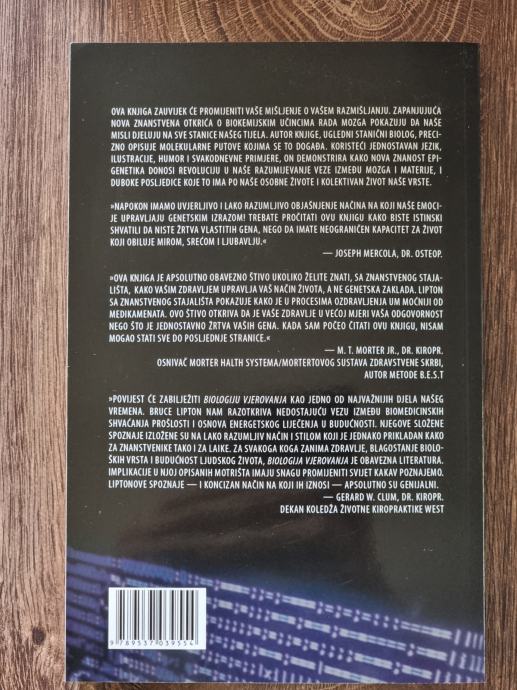 OVA KNJIGA ZAUVIJEK ĆE PROMIJENITI VAŠE MIŠLJENJE O VAŠEM RAZMIŠLJANJU. ZAPANJUJUĆA
NOVA ZNANSTVENA OTKRIĆA O BIOKEMIJSKIM UČINCIMA RADA MOZGA POKAZUJU DA NAŠE
MISLI DJELUJU NA SVE STANICE NAŠEG TIJELA. AUTOR KNJIGE, UGLEDNI STANIČNI BIOLOG, PRECI-
ZNO OPISUJE MOLEKULARNE PUTOVE KOJIMA SE TO DOGAĐA. KORISTEĆI JEDNOSTAVAN JEZIK,
ILUSTRACIJE, HUMOR I SVAKODNEVNE PRIMJERE, ON DEMONSTRIRA KAKO NOVA ZNANOST EPI-
GENETIKA DONOSI REVOLUCIJU U NAŠE RAZUMIJEVANJE VEZE IZMEĐU MOZGA I MATERIJE, I
DUBOKE POSLJEDICE KOJE TO IMA PO NAŠE OSOBNE ŽIVOTE I KOLEKTIVAN ŽIVOT NAŠE VRSTE.
»NAPOKON IMAMO UVJERLJIVO I LAKO RAZUMLJIVO OBJAŠNJENJE NAČINA NA KOJI NAŠE EMOCI-
JE UPRAVLJAJU GENETSKIM IZRAZOM! TREBATE PROČITATI OVU KNJIGU KAKO BISTE ISTINSKI
SHVATILI DA NISTE ŽRTVA VLASTITIH GENA, NEGO DA IMATE NEOGRANIČEN KAPACITET ZA ŽIVOT
KOJI OBILUJE MIROM, SREĆOM I LJUBAVLJU.«
— JOSEPH MERCOLA, DR. OSTEOP.
»OVA KNJIGA JE APSOLUTNO OBAVEZNO ŠTIVO UKOLIKO ŽELITE ZNATI, SA ZNANSTVENOG STAJA-
LIŠTA, KAKO VAŠIM ZDRAVLJEM UPRAVLJA VAŠ NAČIN ŽIVOTA, A NE GENETSKA ZAKLADA. LIPTON
SA ZNANSTVENOG STAJALIŠTA POKAZUJE KAKO JE U PROCESIMA OZDRAVLJENJA UM MOĆNIJI OD
MEDIKAMENATA. OVO ŠTIVO OTKRIVA DA JE VAŠE ZDRAVLJE U VEĆOJ MJERI VAŠA ODGOVORNOST
NEGO ŠTO JE JEDNOSTAVNO ŽRTVA VAŠIH GENA. KADA SAM POČEO ČITATI OVU KNJIGU, NISAM
MOGAO STATI SVE DO POSLJEDNJE STRANICE.«
— M. T. MORTER JR., DR. KIROPR.
OSNIVAČ MORTER HALTH SYSTEMA/MORTERTOVOG SUSTAVA ZDRAVSTVENE SKRBI,
AUTOR METODE B.E.S.T
»POVIJEST ĆE ZABILJEŽITI BIOLOGIJU VJEROVANJA KAO JEDNO OD NAJVAŽNIJIH DJELA NAŠEG
VREMENA. BRUCE LIPTON NAM RAZOTKRIVA NEDOSTAJUĆU VEZU IZMEĐU BIOMEDICINSKIH
SHVAĆANJA PROŠLOSTI I OSNOVA ENERGETSKOG LIJEČENJA U BUDUĆNOSTI. NJEGOVE SLOŽENE
SPOZNAJE IZLOŽENE SU NA LAKO RAZUMLJIV NAČIN I STILOM KOJI JE JEDNAKO PRIKLADAN KAKO
ZA ZNANSTVENIKE TAKO I ZA LAIKE. ZA SVAKOGA KOGA ZANIMA ZDRAVLJE, BLAGOSTANJE BIOLO-
ŠKIH VRSTA I BUDUĆNOST LJUDSKOG ŽIVOTA, BIOLOGIJA VJEROVANJA JE OBAVEZNA LITERATURA.
IMPLIKACIJE U NJOJ OPISANIH MOTRIŠTA IMAJU SNAGU PROMIJENITI SVIJET KAKAV POZNAJEMO.
LIPTONOVE SPOZNAJE — I KONCIZAN NAČIN NA KOJI IH IZNOSI — APSOLUTNO SU GENIJALNI.
— GERARD W. CLUM, DR. KIROPR.
DEKAN KOLEDŽA ŽIVOTNE KIROPRAKTIKE WEST
9 789537 039554